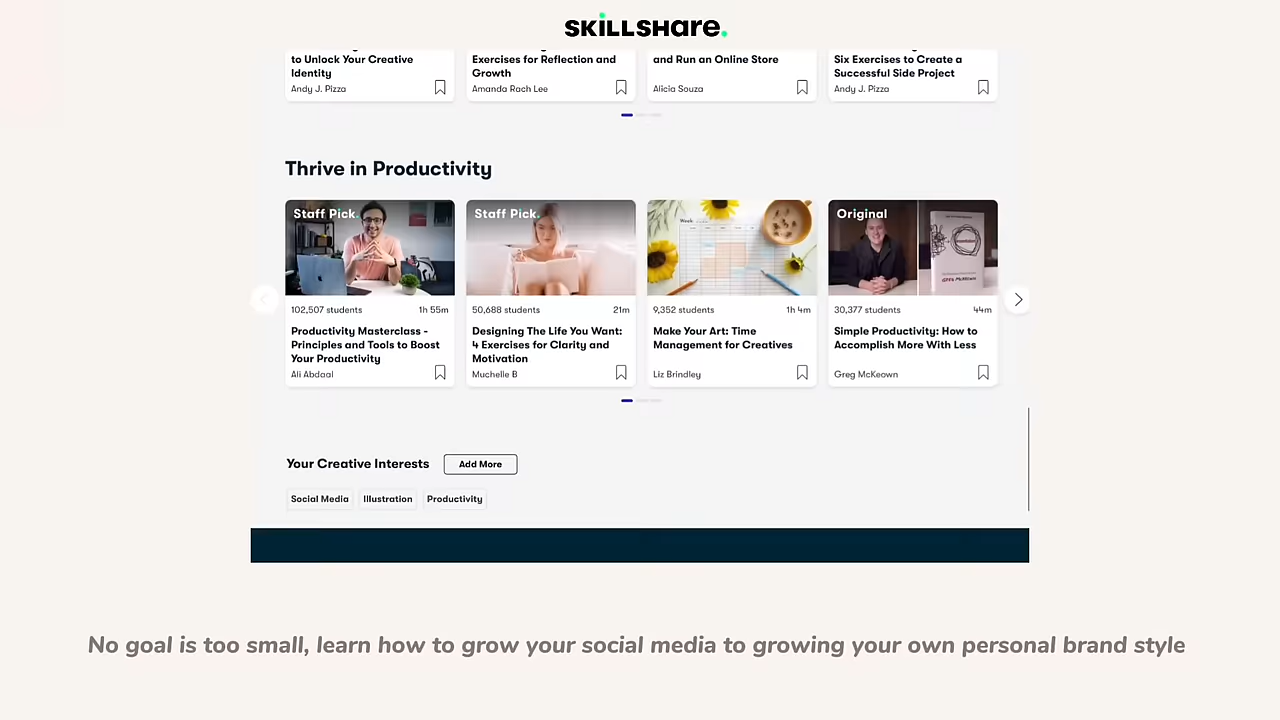 SKILLSHARE.
to Unlock Your Creative
Identity
Andy J. Pizza
Exercises for Reflection and
Growth
Amanda Rach Lee
and Run an Online Store
Alicia Souza
Six Exercises to Create a
Successful Side Project
Andy J. Pizza
Thrive in Productivity
Staff Pick.
102,507 students 1h 55m
Productivity Masterclass -
Principles and Tools to Boost
Your Productivity
Ali Abdaal
Staff Pick.
50,688 students 21m
Designing The Life You Want:
4 Exercises for Clarity and
Motivation
Muchelle B
Week
9,352 students 1h 4m
Make Your Art: Time
Management for Creatives
Liz Brindley
Original
30,377 students 44m
Simple Productivity: How to
Accomplish More With Less
Greg McKeown
Your Creative Interests Add More
Social Media Illustration Productivity
No goal is too small, learn how to grow your social media to growing your own personal brand style